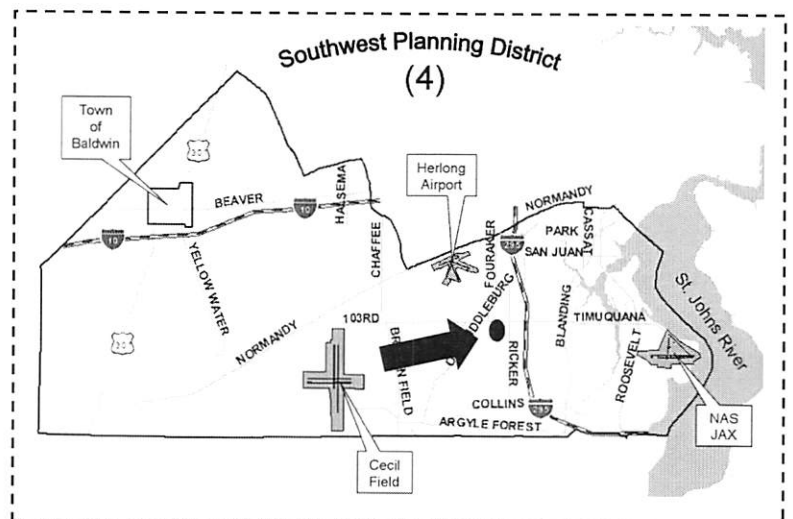 Southwest Planning District
(4)
Town
of
Baldwin
Herlong
Airport
BEAVER
HALSEMA
NORMANDY
10
10
CHAFFEE
FOURAKER
295
PARK
CASSAT
SAN JUAN
YELLOW WATER
NORMANDY
103RD
BLANDING
TIMUQUANA
ROOSEVELT
St. Johns River
RICKER
COLLINS
295
ARGYLE FOREST
NAS
JAX
Cecil
Field